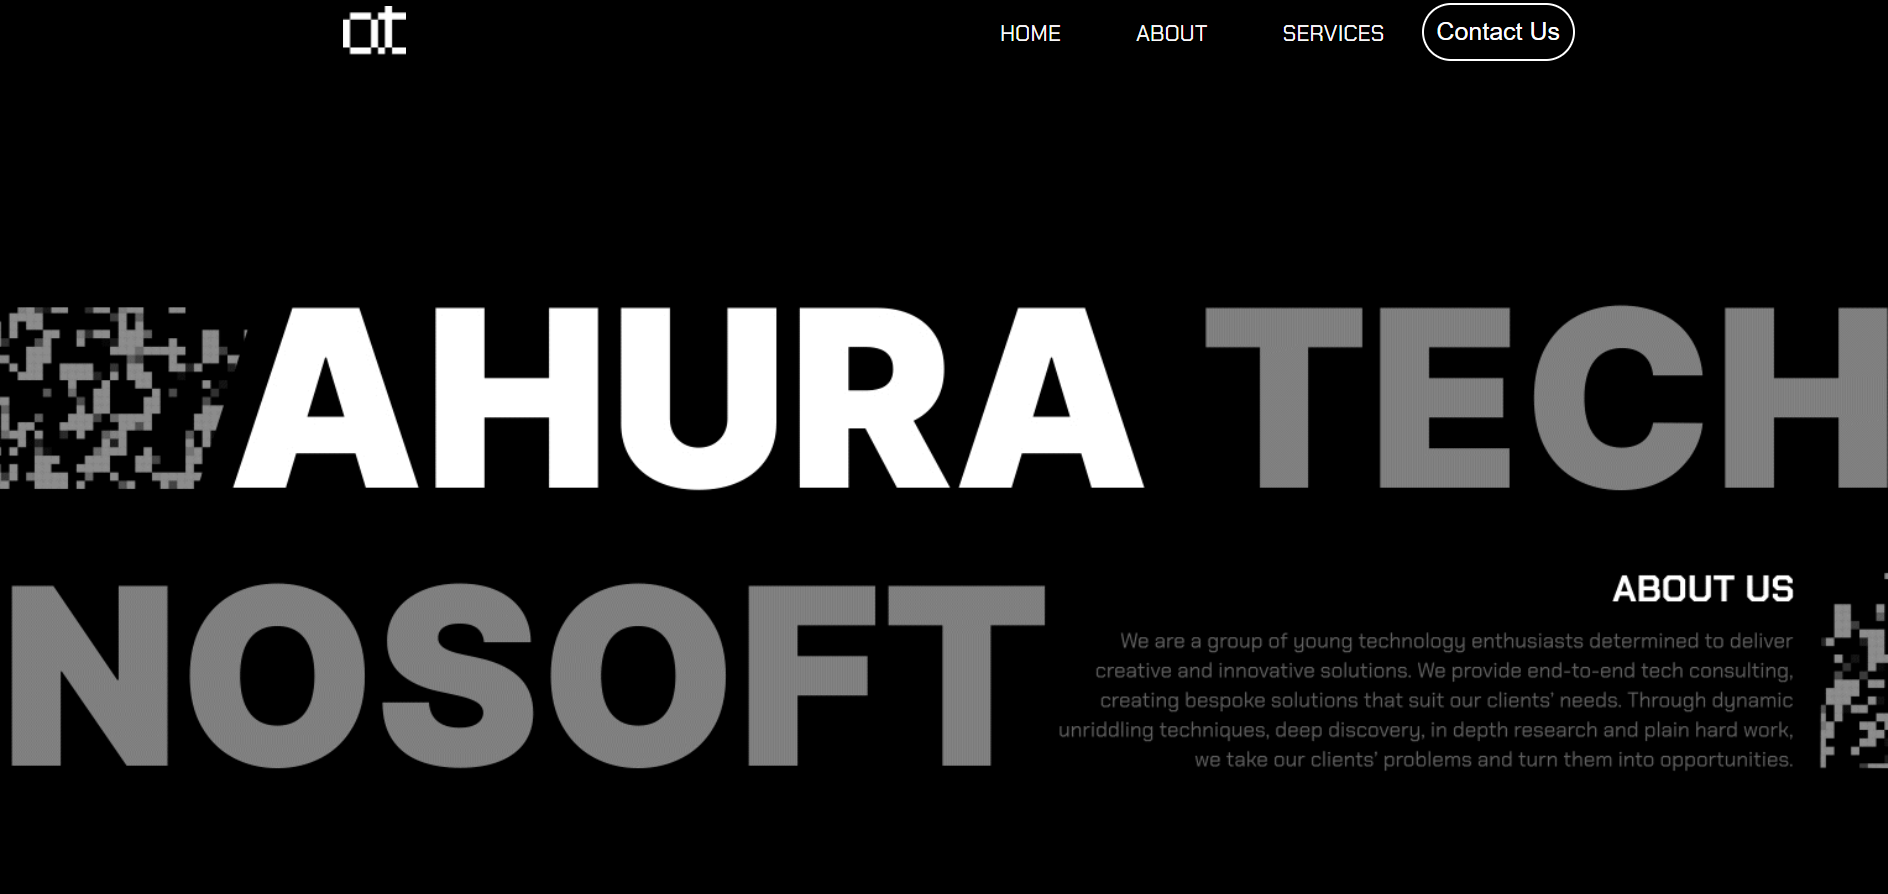 at
HOME ABOUT SERVICES Contact Us
AHURA TECH
NOSOFT
ABOUT US
We are a group of young technology enthusiasts determined to deliver
creative and innovative solutions. We provide end-to-end tech consulting,
creating bespoke solutions that suit our clients' needs. Through dynamic
unriddling techniques, deep discovery, in depth research and plain hard work,
we take our clients' problems and turn them into opportunities.